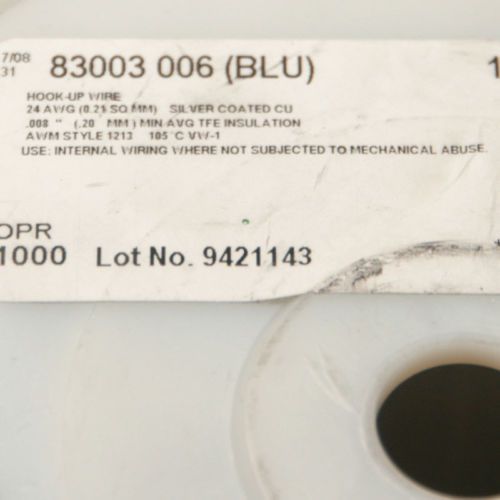 7/08
31
83003 006 (BLU)
1
HOOK-UP WIRE
24 AWG (0.21 SQ MM) SILVER COATED CU
.008 " (.20 MM) MIN AVG TFE INSULATION
AWM STYLE 1213 105°C VW-1
USE: INTERNAL WIRING WHERE NOT SUBJECTED TO MECHANICAL ABUSE.
OPR
1000 Lot No. 9421143